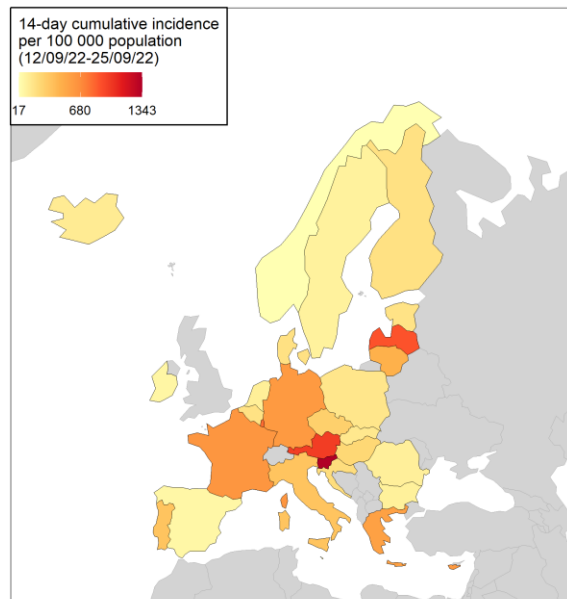 14-day cumulative incidence
per 100 000 population
(12/09/22-25/09/22)
17 680 1343